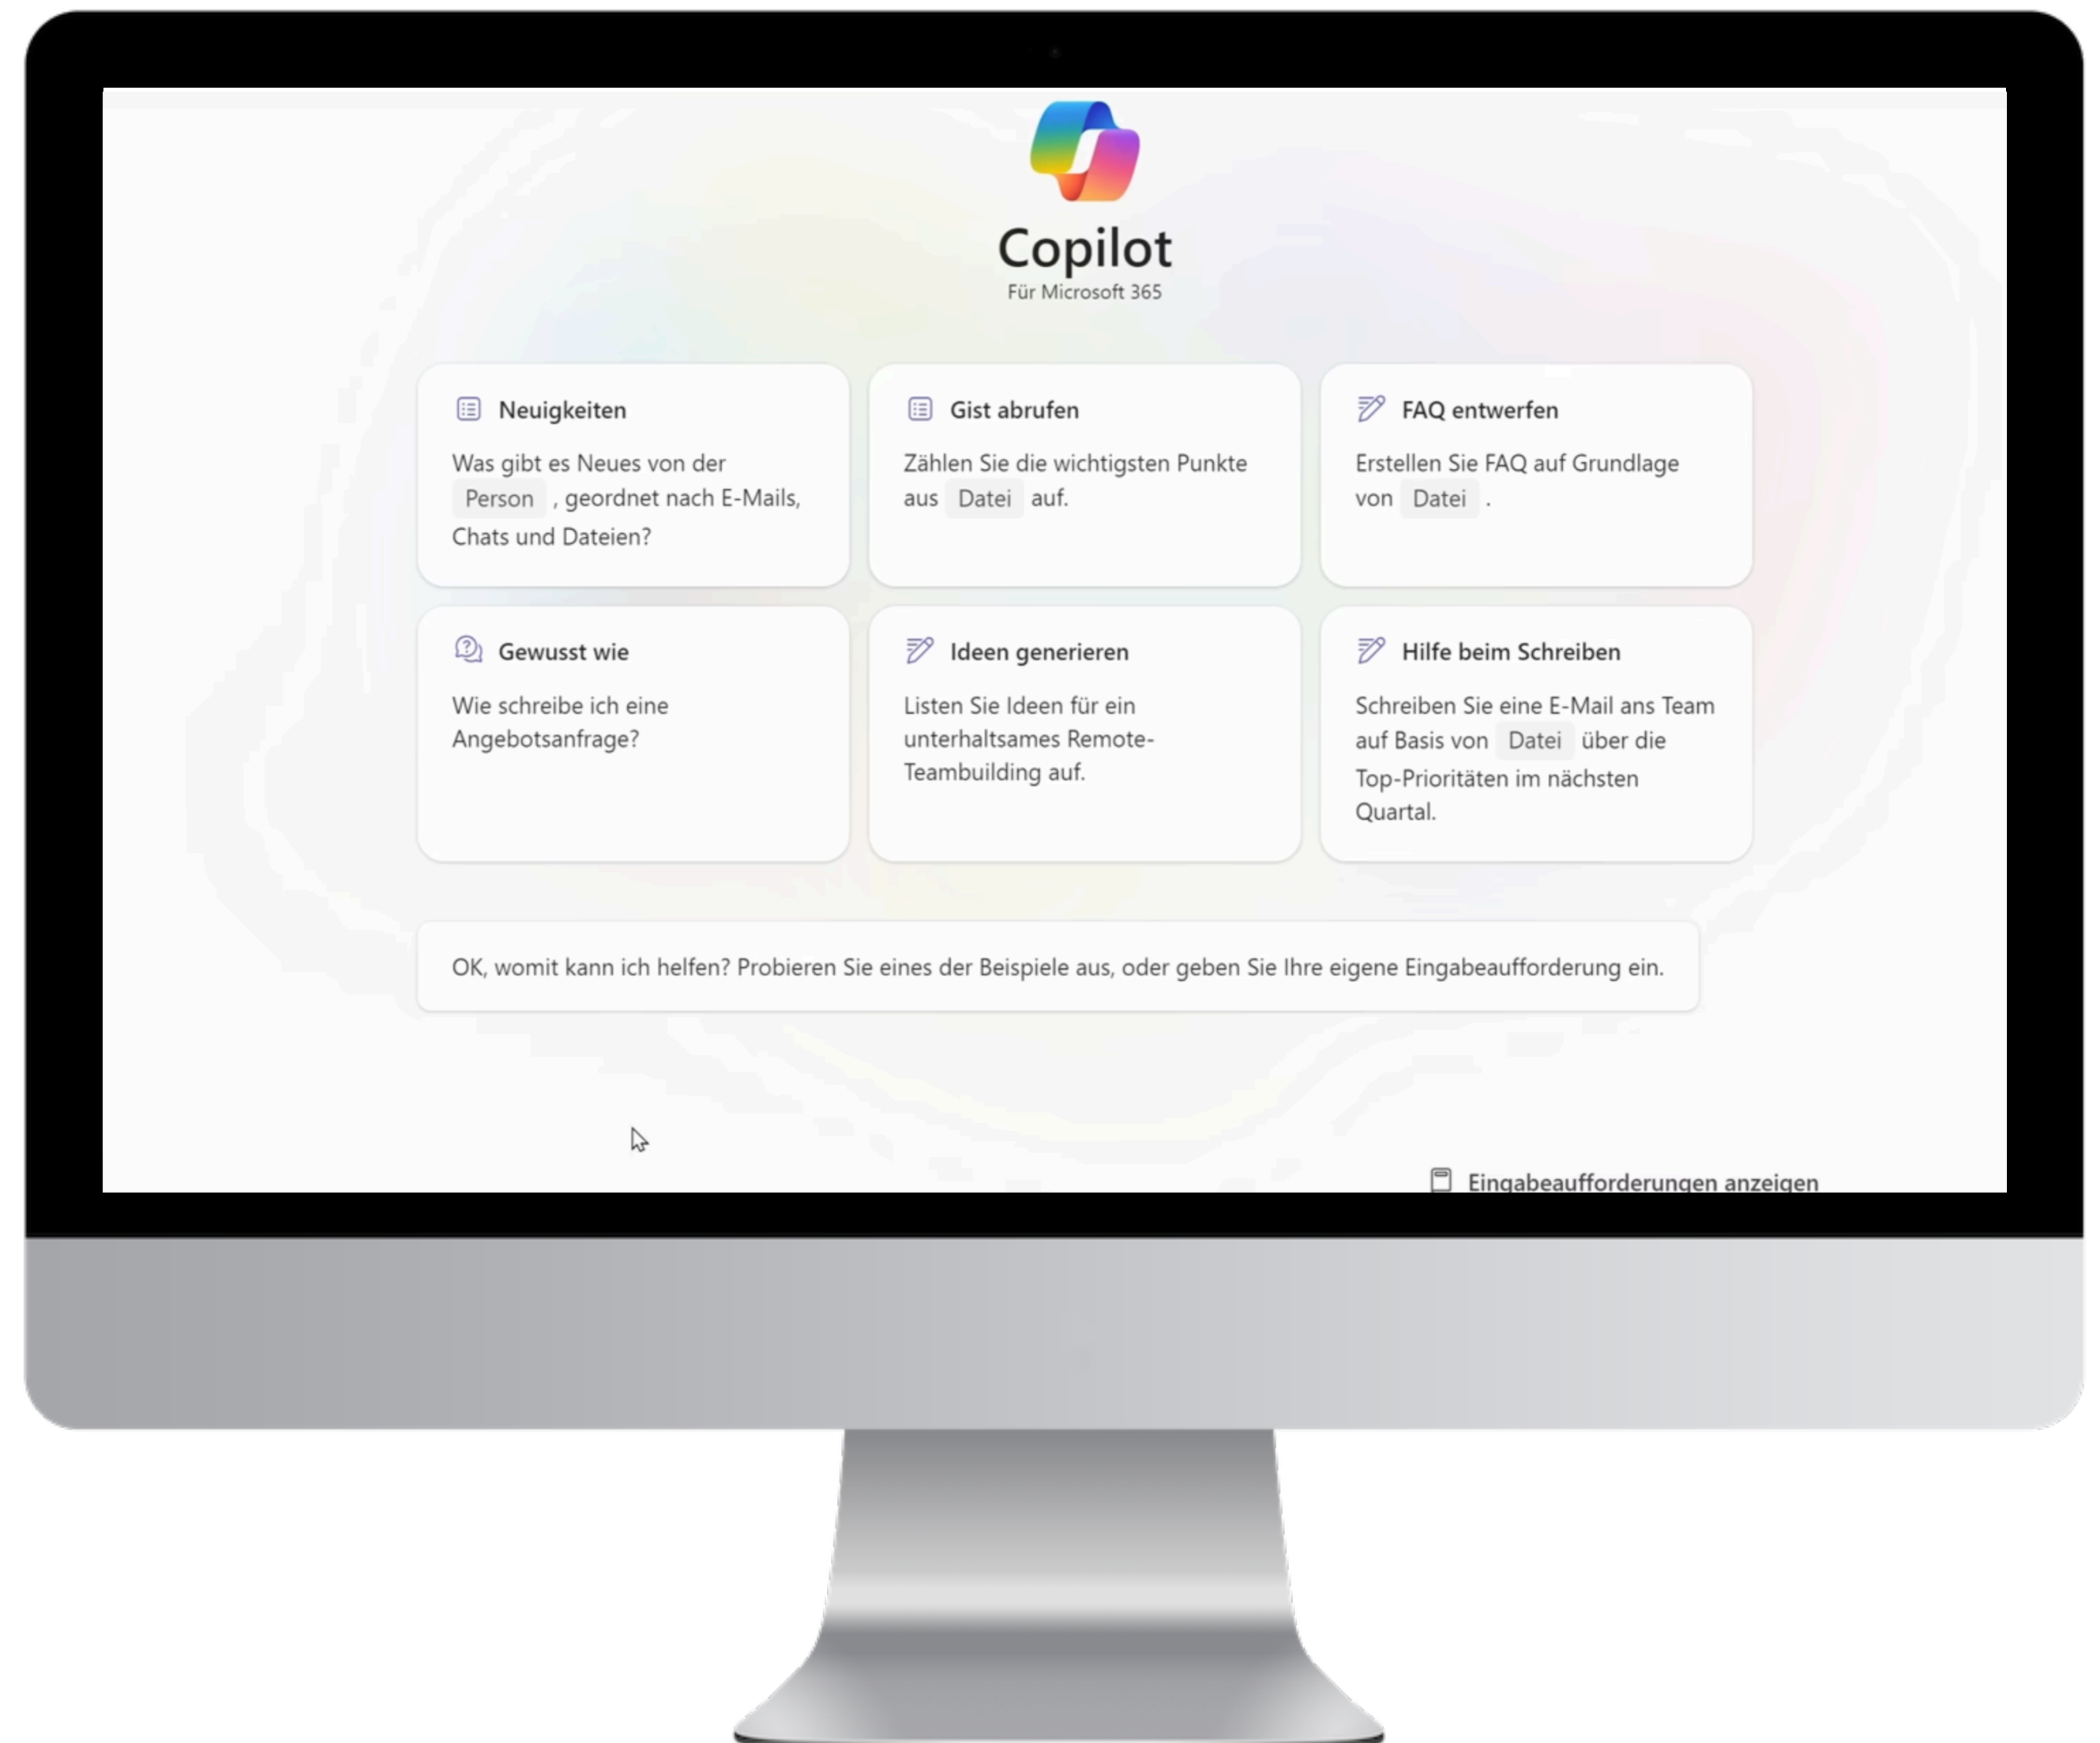 Copilot
Für Microsoft 365
Neuigkeiten
Was gibt es Neues von der
Person , geordnet nach E-Mails,
Chats und Dateien?
Gist abrufen
Zählen Sie die wichtigsten Punkte
aus Datei auf.
FAQ entwerfen
Erstellen Sie FAQ auf Grundlage
von Datei .
Gewusst wie
Wie schreibe ich eine
Angebotsanfrage?
Ideen generieren
Listen Sie Ideen für ein
unterhaltsames Remote-
Teambuilding auf.
Hilfe beim Schreiben
Schreiben Sie eine E-Mail ans Team
auf Basis von Datei über die
Top-Prioritäten im nächsten
Quartal.
OK, womit kann ich helfen? Probieren Sie eines der Beispiele aus, oder geben Sie Ihre eigene Eingabeaufforderung ein.
Eingabeaufforderungen anzeigen